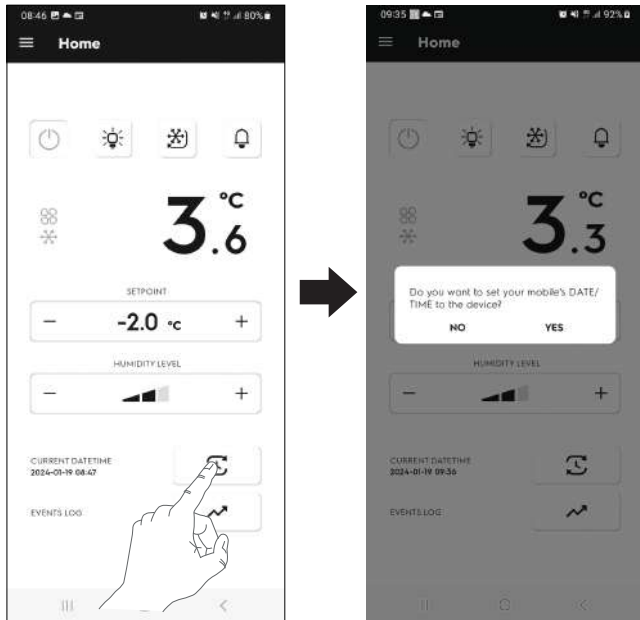 08:46 80%
Home
3.6 °C
SETPOINT
− -2.0 °C +
HUMIDITY LEVEL
− +
CURRENT DATETIME
2024-01-19 08:47
EVENTS LOG
09:35 92%
Home
3.3 °C
Do you want to set your mobile's DATE/
TIME to the device?
NO YES
HUMIDITY LEVEL
− +
CURRENT DATETIME
2024-01-19 09:36
EVENTS LOG